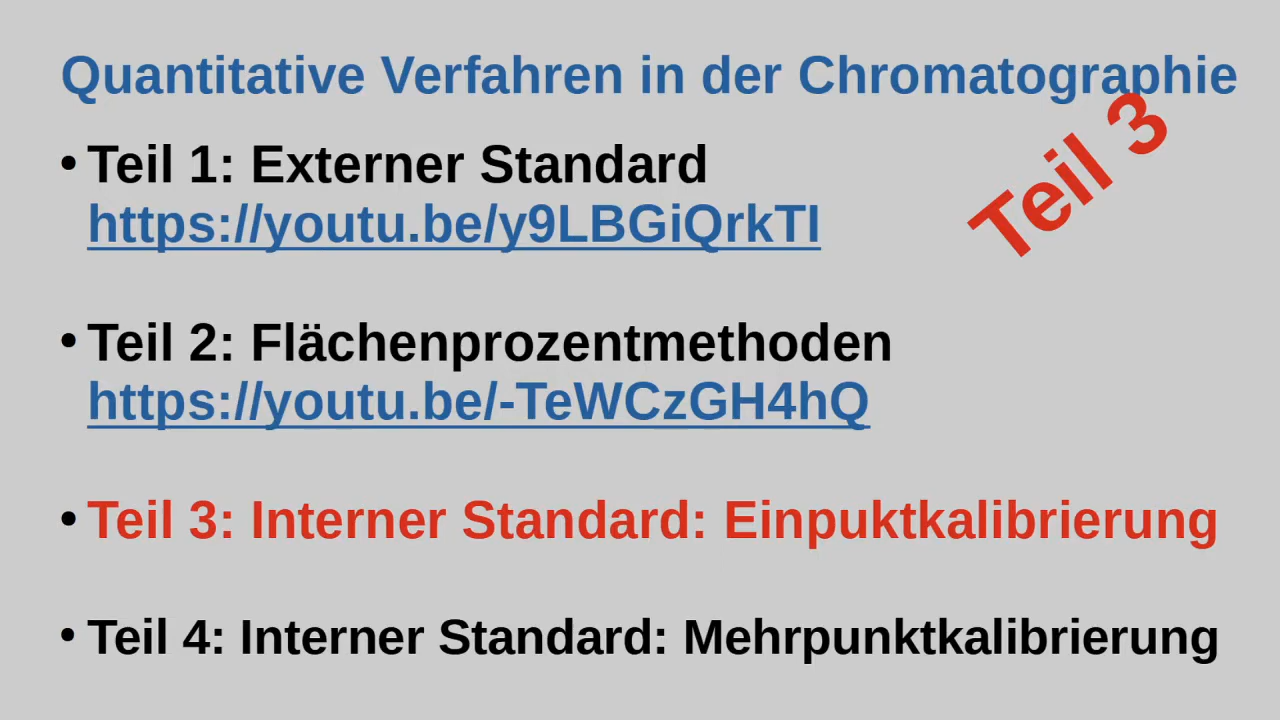 Quantitative Verfahren in der Chromatographie
Teil 3
• Teil 1: Externer Standard
https://youtu.be/y9LBGiQrkTI
• Teil 2: Flächenprozentmethoden
https://youtu.be/-TeWCzGH4hQ
• Teil 3: Interner Standard: Einpuktkalibrierung
• Teil 4: Interner Standard: Mehrpunktkalibrierung